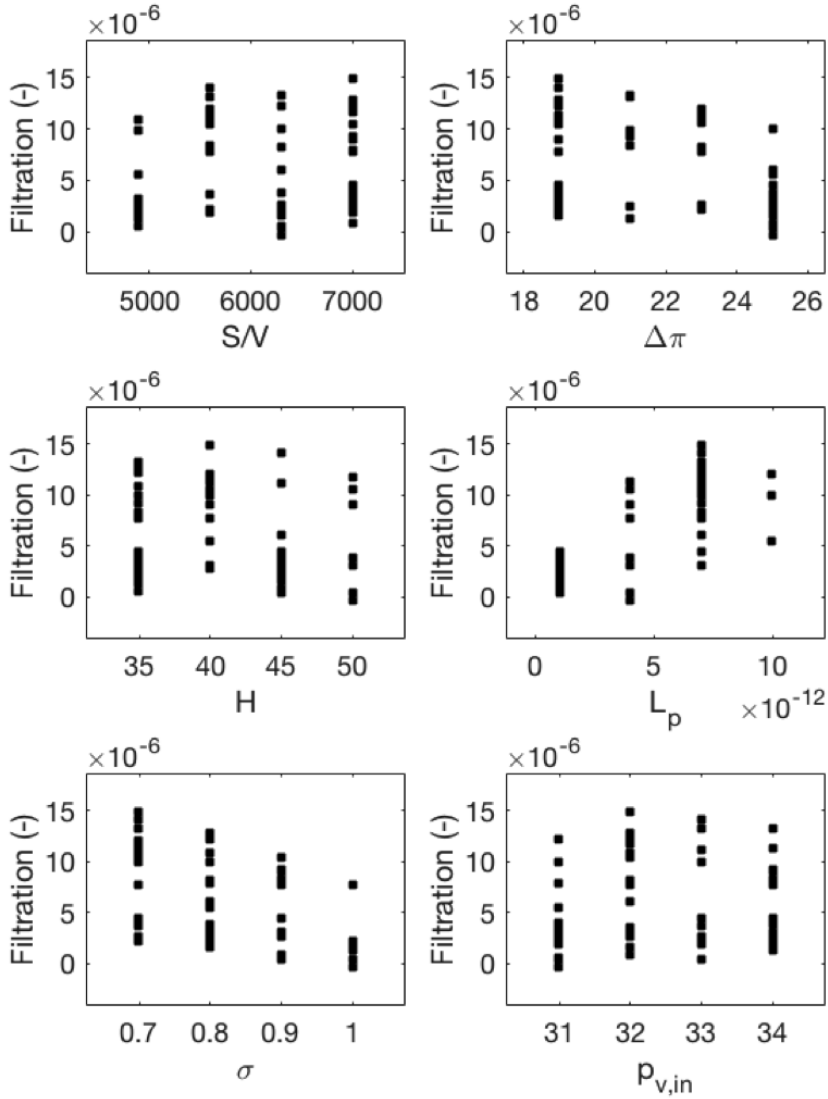 ×10⁻⁶ ×10⁻⁶
15 15
10 10
5 5
0 0
Filtration (-) Filtration (-)
5000 6000 7000 18 20 22 24 26
S/V Δπ
×10⁻⁶ ×10⁻⁶
15 15
10 10
5 5
0 0
Filtration (-) Filtration (-)
35 40 45 50 0 5 10
H Lₚ ×10⁻¹²
×10⁻⁶ ×10⁻⁶
15 15
10 10
5 5
0 0
Filtration (-) Filtration (-)
0.7 0.8 0.9 1 31 32 33 34
σ p_{v,in}